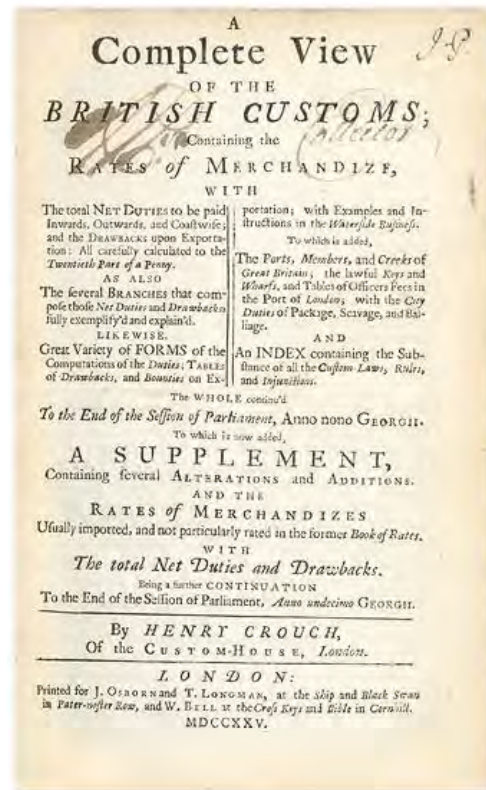 A
Complete View
OF THE
BRITISH CUSTOMS;
Containing the
RATES of MERCHANDIZE,
WITH
The total NET DUTIES to be paid
Inwards, Outwards, and Coastwise;
and the DRAWBACKS upon Exporta-
tion: All carefully calculated to the
Twentieth Part of a Penny.
AS ALSO
The several BRANCHES that com-
pose those Net Duties and Drawbacks
fully exemplify'd and explain'd.
LIKEWISE,
Great Variety of FORMS of the
Computations of the Duties; TABLES
of Drawbacks, and Bounties on Ex-
portation; with Examples and In-
structions in the Waterside Business.
To which is added,
The Ports, Members, and Creeks of
Great Britain; the lawful Keys and
Wharfs, and Tables of Officers Fees in
the Port of London; with the City
Duties of Package, Scavage, and Bal-
liage.
AND
An INDEX containing the Sub-
stance of all the Custom-Laws, Rules,
and Injunctions.
The WHOLE continu'd
To the End of the Session of Parliament, Anno nono GEORGII.
To which is now added,
A SUPPLEMENT,
Containing several ALTERATIONS and ADDITIONS.
AND THE
RATES of MERCHANDIZES
Usually imported, and not particularly rated in the former Book of Rates.
WITH
The total Net Duties and Drawbacks.
Being a further CONTINUATION
To the End of the Session of Parliament, Anno undecimo GEORGII.
By HENRY CROUCH,
Of the CUSTOM-HOUSE, London.
LONDON:
Printed for J. OSBORN and T. LONGMAN, at the Ship and Black Swan
in Pater-noster Row, and W. BELL at the Cross Keys and Bible in Cornhill.
MDCCXXV.